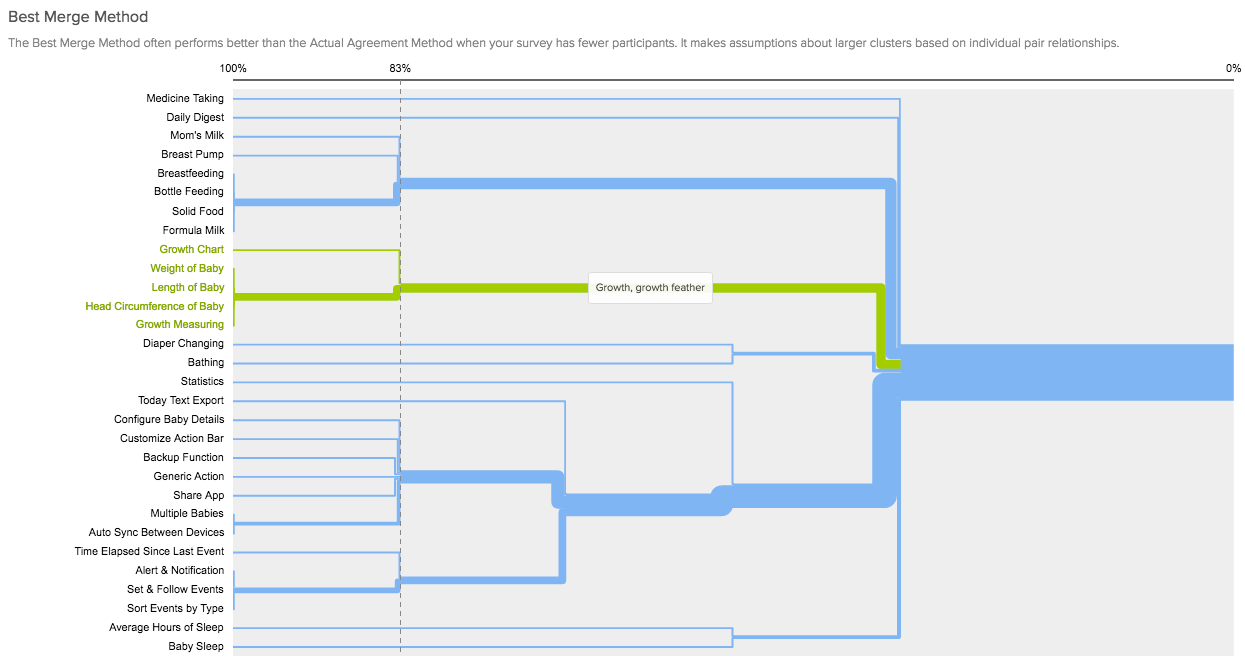 Best Merge Method
The Best Merge Method often performs better than the Actual Agreement Method when your survey has fewer participants. It makes assumptions about larger clusters based on individual pair relationships.
100% 83% 0%
Medicine Taking
Daily Digest
Mom's Milk
Breast Pump
Breastfeeding
Bottle Feeding
Solid Food
Formula Milk
Growth Chart
Weight of Baby
Length of Baby
Growth, growth feather
Head Circumference of Baby
Growth Measuring
Diaper Changing
Bathing
Statistics
Today Text Export
Configure Baby Details
Customize Action Bar
Backup Function
Generic Action
Share App
Multiple Babies
Auto Sync Between Devices
Time Elapsed Since Last Event
Alert & Notification
Set & Follow Events
Sort Events by Type
Average Hours of Sleep
Baby Sleep